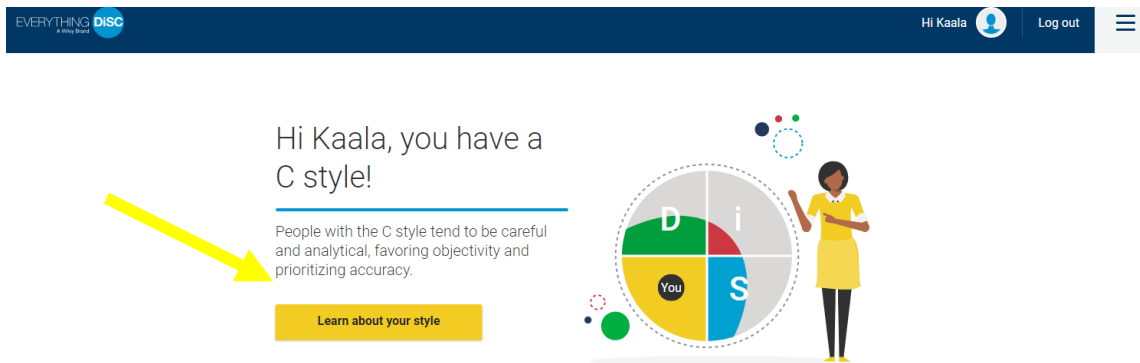 EVERYTHING DiSC
A Wiley Brand
Hi Kaala
Log out
Hi Kaala, you have a
C style!
People with the C style tend to be careful
and analytical, favoring objectivity and
prioritizing accuracy.
Learn about your style
D
i
You
S